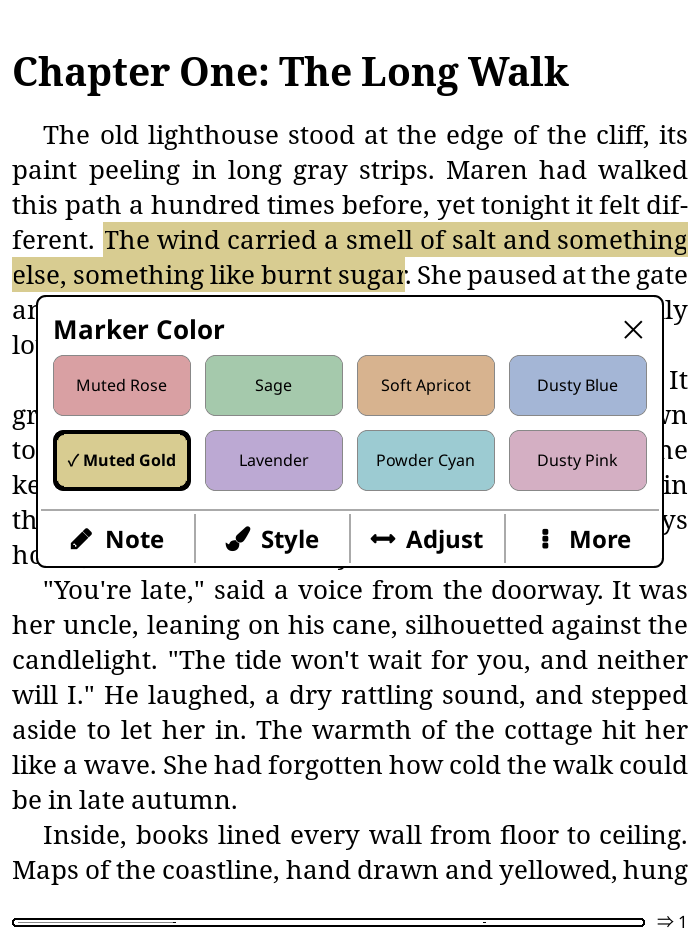 Chapter One: The Long Walk
The old lighthouse stood at the edge of the cliff, its
paint peeling in long gray strips. Maren had walked
this path a hundred times before, yet tonight it felt dif-
ferent. The wind carried a smell of salt and something
else, something like burnt sugar. She paused at the gate
Marker Color
Muted Rose
Sage
Soft Apricot
Dusty Blue
It
✓ Muted Gold
Lavender
Powder Cyan
Dusty Pink
in
Note
Style
Adjust
More
"You're late," said a voice from the doorway. It was
her uncle, leaning on his cane, silhouetted against the
candlelight. "The tide won't wait for you, and neither
will I." He laughed, a dry rattling sound, and stepped
aside to let her in. The warmth of the cottage hit her
like a wave. She had forgotten how cold the walk could
be in late autumn.
Inside, books lined every wall from floor to ceiling.
Maps of the coastline, hand drawn and yellowed, hung
⇒ 1